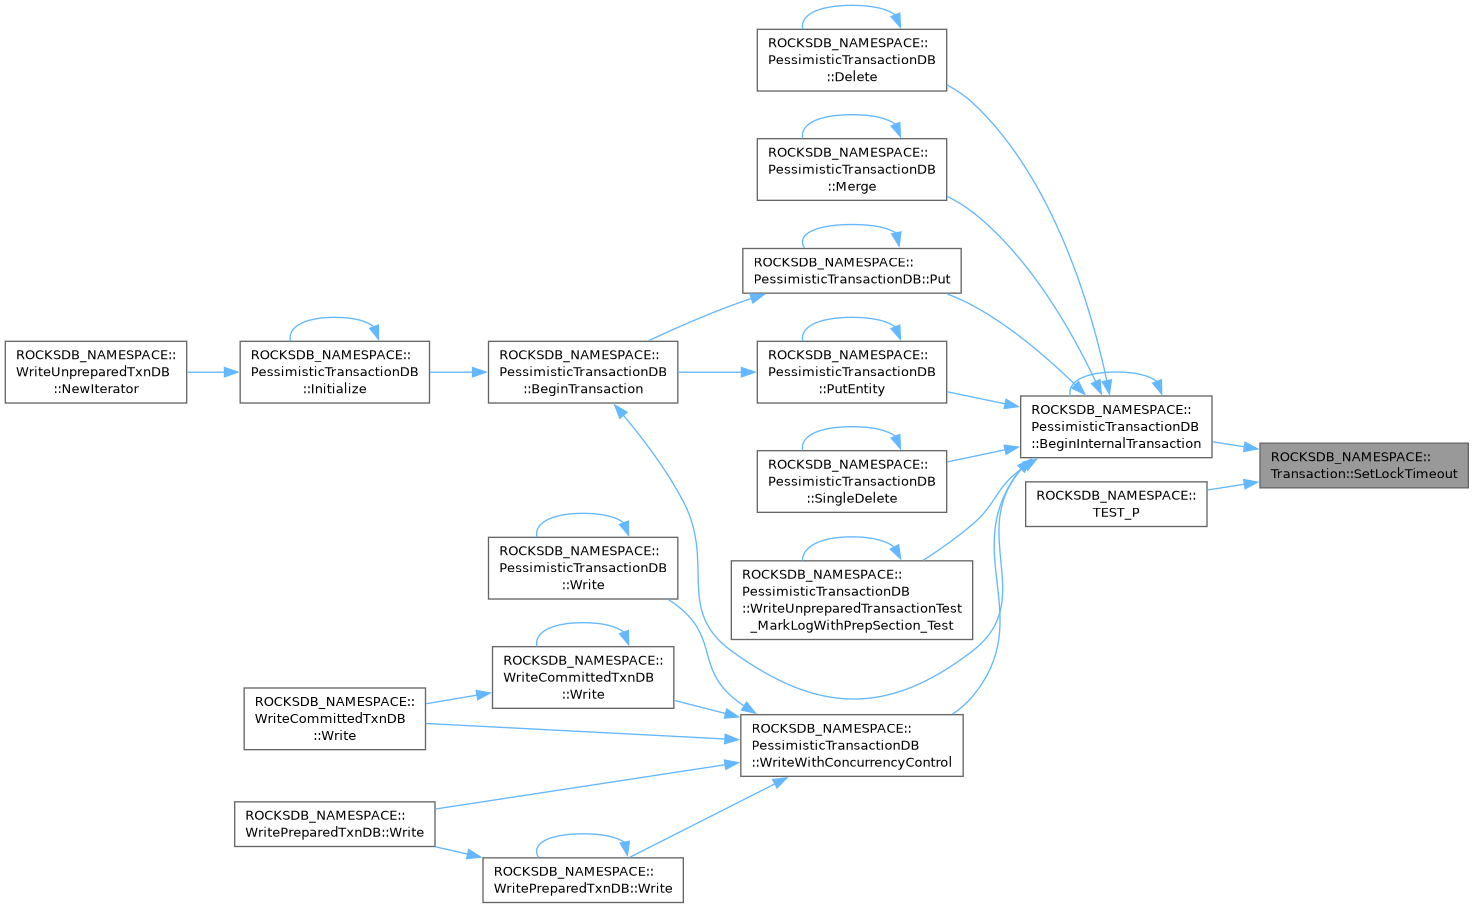 ROCKSDB_NAMESPACE::
PessimisticTransactionDB
::Delete
ROCKSDB_NAMESPACE::
PessimisticTransactionDB
::Merge
ROCKSDB_NAMESPACE::
PessimisticTransactionDB::Put
ROCKSDB_NAMESPACE::
WriteUnpreparedTxnDB
::NewIterator
ROCKSDB_NAMESPACE::
PessimisticTransactionDB
::Initialize
ROCKSDB_NAMESPACE::
PessimisticTransactionDB
::BeginTransaction
ROCKSDB_NAMESPACE::
PessimisticTransactionDB
::PutEntity
ROCKSDB_NAMESPACE::
PessimisticTransactionDB
::BeginInternalTransaction
ROCKSDB_NAMESPACE::
Transaction::SetLockTimeout
ROCKSDB_NAMESPACE::
PessimisticTransactionDB
::SingleDelete
ROCKSDB_NAMESPACE::
TEST_P
ROCKSDB_NAMESPACE::
PessimisticTransactionDB
::Write
ROCKSDB_NAMESPACE::
PessimisticTransactionDB
::WriteUnpreparedTransactionTest
_MarkLogWithPrepSection_Test
ROCKSDB_NAMESPACE::
WriteCommittedTxnDB
::Write
ROCKSDB_NAMESPACE::
WriteCommittedTxnDB
::Write
ROCKSDB_NAMESPACE::
PessimisticTransactionDB
::WriteWithConcurrencyControl
ROCKSDB_NAMESPACE::
WritePreparedTxnDB::Write
ROCKSDB_NAMESPACE::
WritePreparedTxnDB::Write